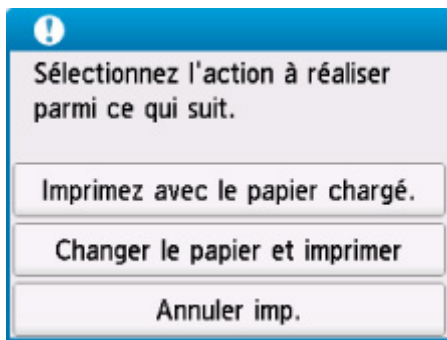 Sélectionnez l'action à réaliser
parmi ce qui suit.
Imprimez avec le papier chargé.
Changer le papier et imprimer
Annuler imp.